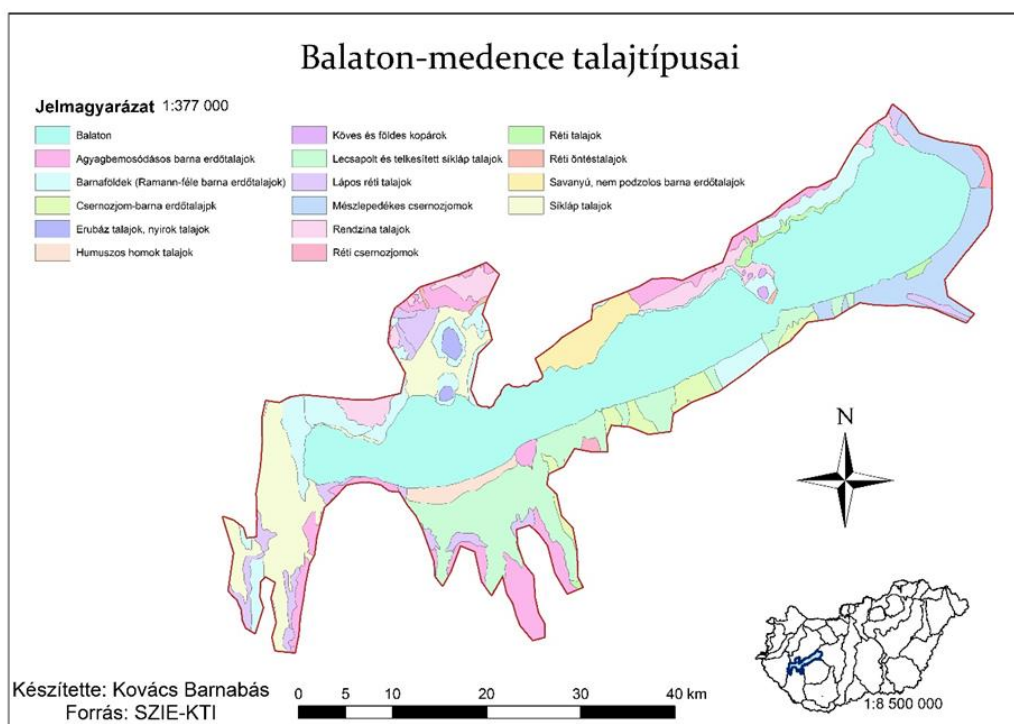 Balaton-medence talajtípusai
Jelmagyarázat 1:377 000
Balaton
Agyagbemosódásos barna erdőtalajok
Barnaföldek (Ramann-féle barna erdőtalajok)
Csernozjom-barna erdőtalajpk
Erubáz talajok, nyirok talajok
Humuszos homok talajok
Köves és földes kopárok
Lecsapolt és telkesített síkláp talajok
Lápos réti talajok
Mészlepedékes csernozjomok
Rendzina talajok
Réti csernozjomok
Réti talajok
Réti öntéstalajok
Savanyú, nem podzolos barna erdőtalajok
Síkláp talajok
N
Készítette: Kovács Barnabás
Forrás: SZIE-KTI
0 5 10 20 30 40 km
1:8 500 000